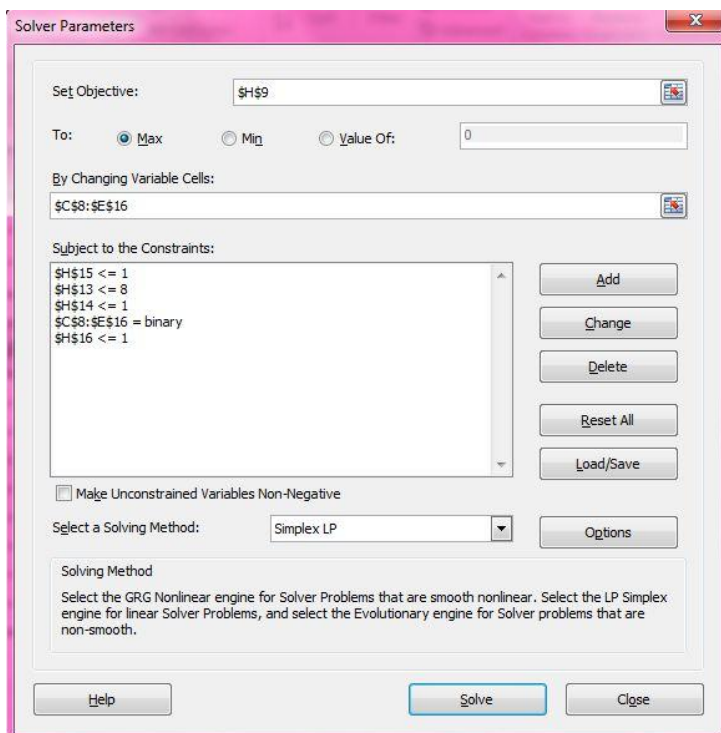 Solver Parameters
Set Objective:
$H$9
To:
Max
Min
Value Of:
0
By Changing Variable Cells:
$C$8:$E$16
Subject to the Constraints:
$H$15 <= 1
$H$13 <= 8
$H$14 <= 1
$C$8:$E$16 = binary
$H$16 <= 1
Add
Change
Delete
Reset All
Load/Save
Make Unconstrained Variables Non-Negative
Select a Solving Method:
Simplex LP
Options
Solving Method
Select the GRG Nonlinear engine for Solver Problems that are smooth nonlinear. Select the LP Simplex
engine for linear Solver Problems, and select the Evolutionary engine for Solver problems that are
non-smooth.
Help
Solve
Close